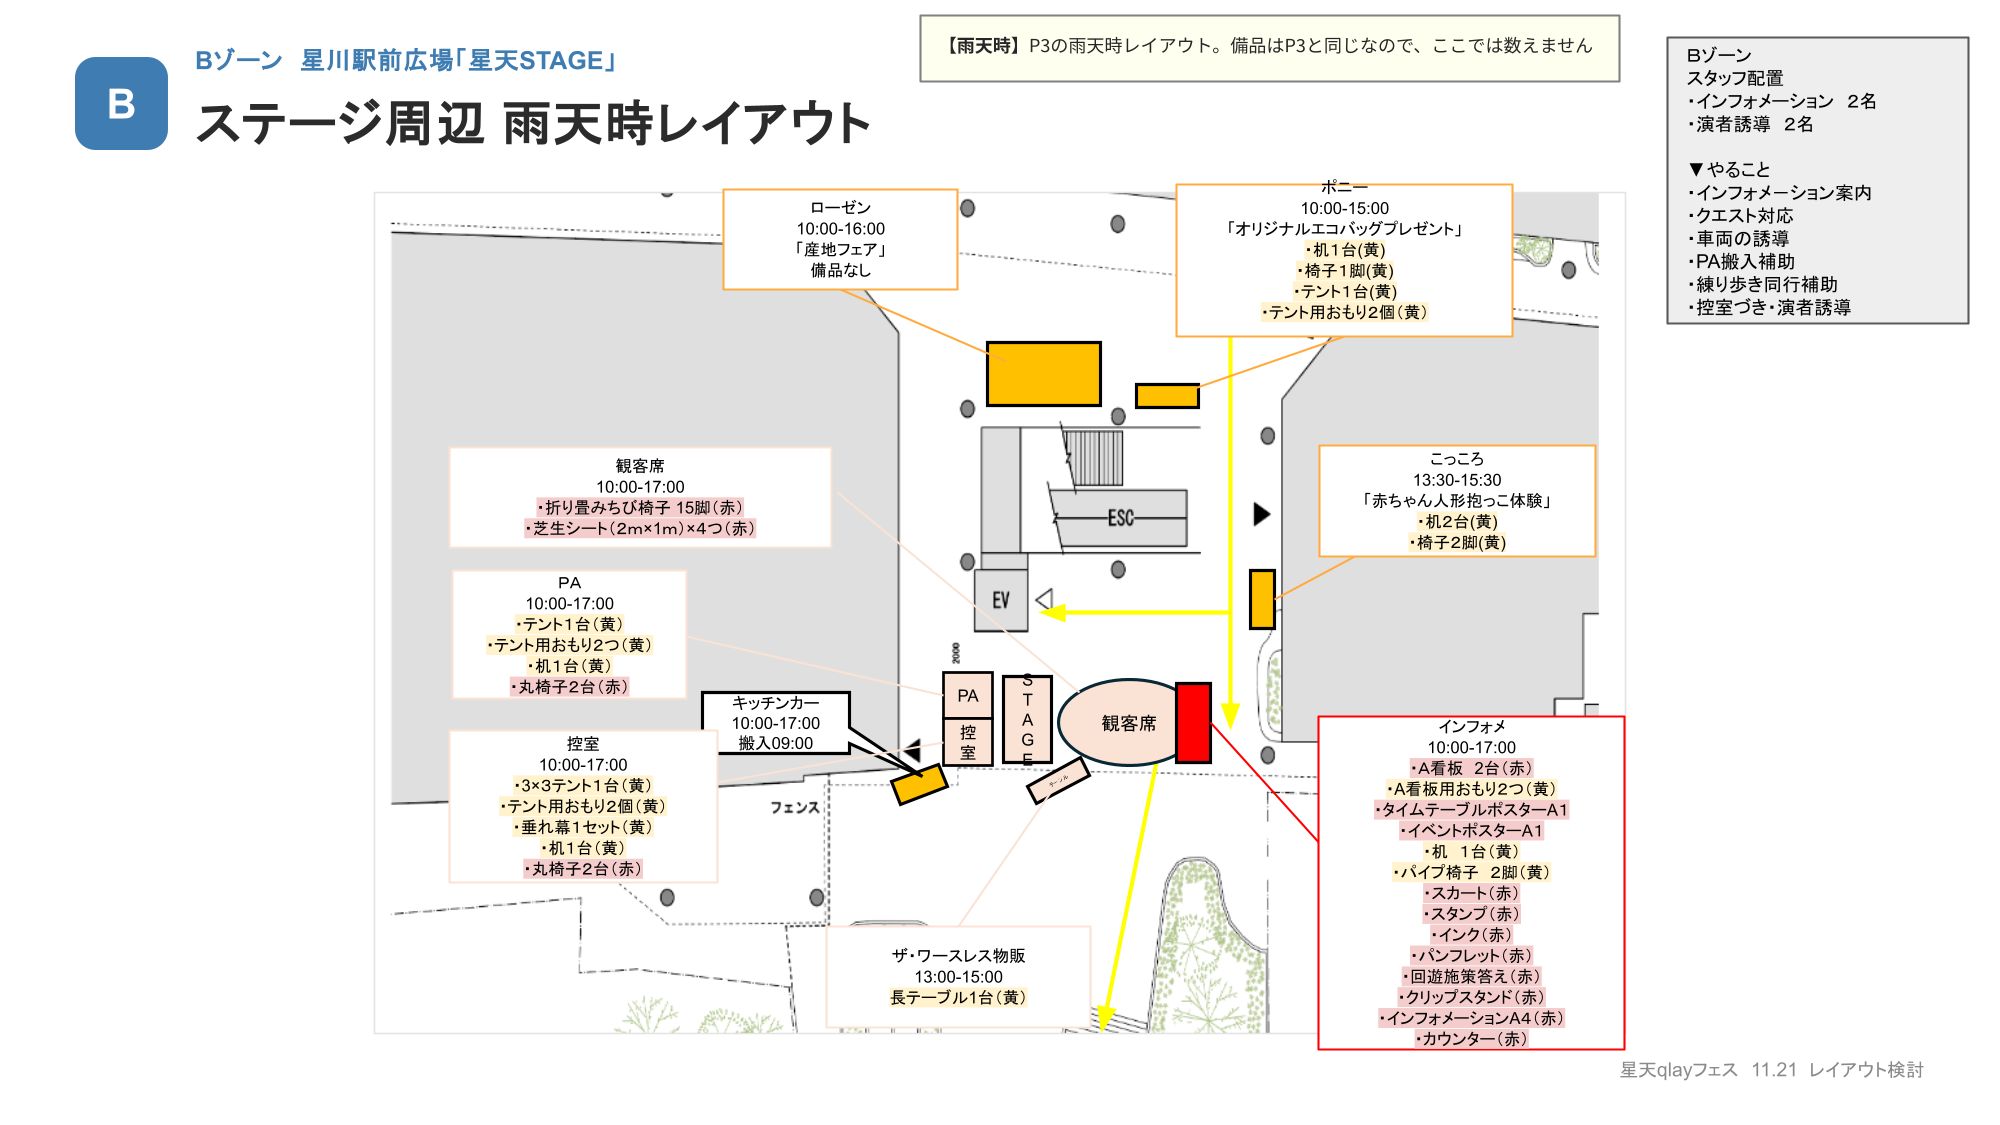 B
Bゾーン 星川駅前広場「星天STAGE」
ステージ周辺 雨天時レイアウト
【雨天時】P3の雨天時レイアウト。備品はP3と同じなので、ここでは数えません
Bゾーン
スタッフ配置
・インフォメーション 2名
・演者誘導 2名
▼やること
・インフォメーション案内
・クエスト対応
・車両の誘導
・PA搬入補助
・練り歩き同行補助
・控室づき・演者誘導
ローゼン
10:00-16:00
「産地フェア」
備品なし
ポニー
10:00-15:00
「オリジナルエコバッグプレゼント」
・机1台(黄)
・椅子1脚(黄)
・テント1台(黄)
・テント用おもり2個(黄)
観客席
10:00-17:00
・折り畳みちび椅子 15脚(赤)
・芝生シート(2m×1m)×4つ(赤)
こっころ
13:30-15:30
「赤ちゃん人形抱っこ体験」
・机2台(黄)
・椅子2脚(黄)
ESC
EV
2000
PA
10:00-17:00
・テント1台(黄)
・テント用おもり2つ(黄)
・机1台(黄)
・丸椅子2台(赤)
キッチンカー
10:00-17:00
搬入09:00
PA
控室
STAGE
観客席
テーブル
フェンス
控室
10:00-17:00
・3×3テント1台(黄)
・テント用おもり2個(黄)
・垂れ幕1セット(黄)
・机1台(黄)
・丸椅子2台(赤)
インフォメ
10:00-17:00
・A看板 2台(赤)
・A看板用おもり2つ(黄)
・タイムテーブルポスターA1
・イベントポスターA1
・机 1台(黄)
・パイプ椅子 2脚(黄)
・スカート(赤)
・スタンプ(赤)
・インク(赤)
・パンフレット(赤)
・回遊施策答え(赤)
・クリップスタンド(赤)
・インフォメーションA4(赤)
・カウンター(赤)
ザ・ワースレス物販
13:00-15:00
長テーブル1台(黄)
星天qlayフェス 11.21 レイアウト検討